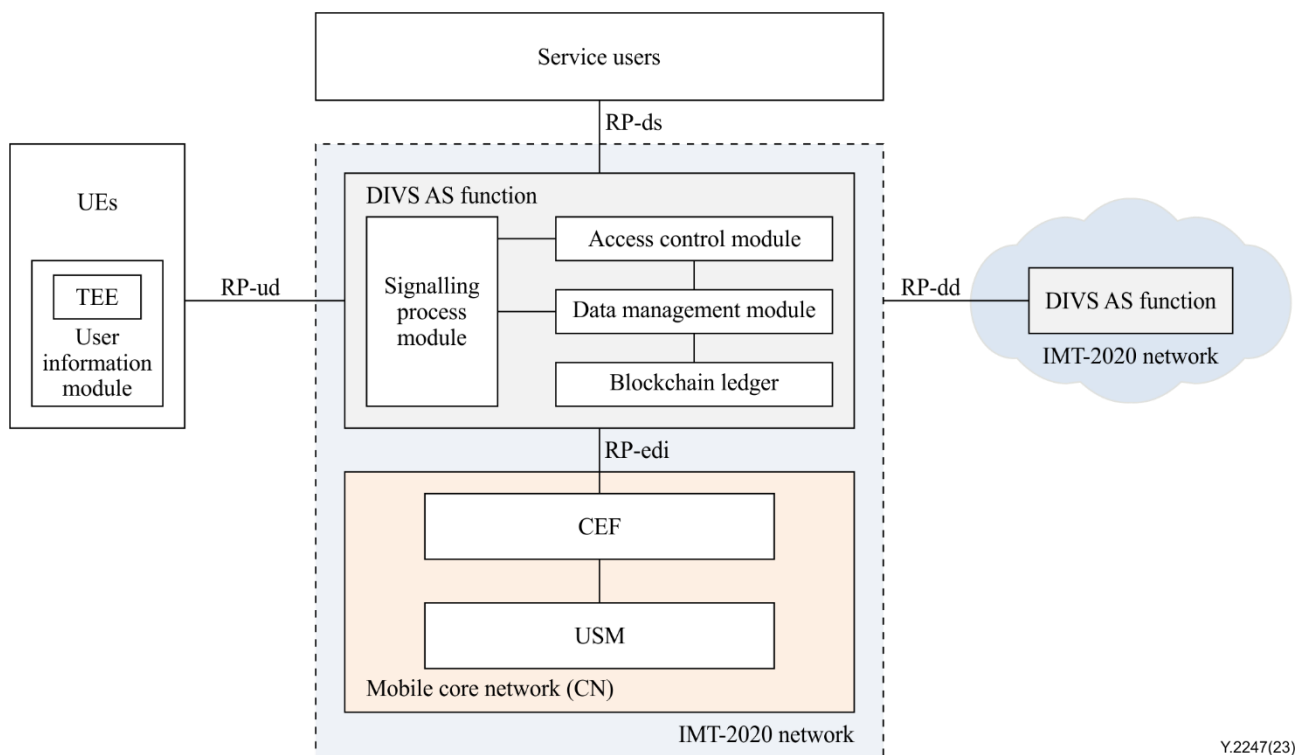 Service users
RP-ds
UEs
TEE
User
information
module
RP-ud
DIVS AS function
Signalling
process
module
Access control module
Data management module
Blockchain ledger
RP-dd
DIVS AS function
IMT-2020 network
RP-edi
CEF
USM
Mobile core network (CN)
IMT-2020 network
Y.2247(23)